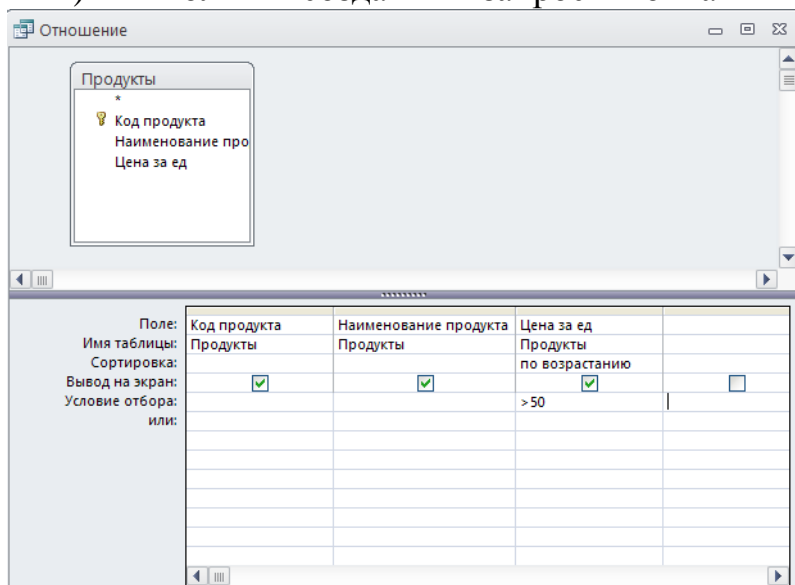 Отношение
Продукты
*
Код продукта
Наименование про
Цена за ед
Поле: Код продукта Наименование продукта Цена за ед
Имя таблицы: Продукты Продукты Продукты
Сортировка: по возрастанию
Вывод на экран:
Условие отбора: >50
или: